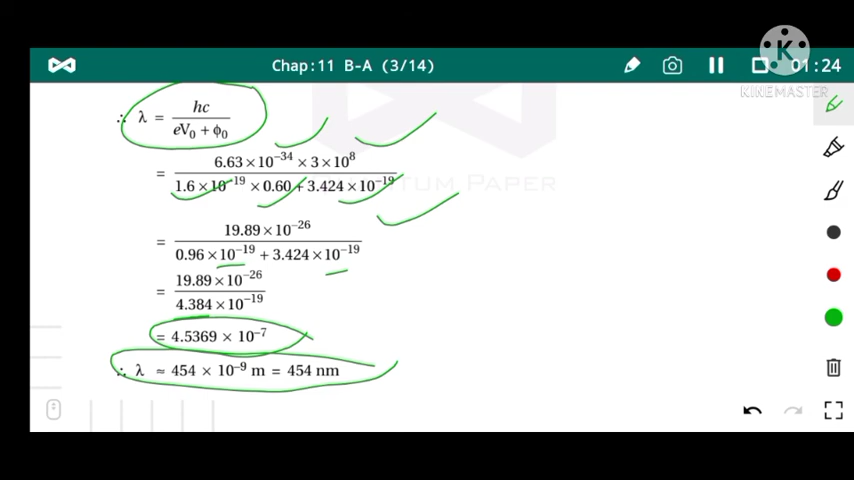 Chap:11 B-A (3/14)
01:24
K
KINEMASTER
∴ λ = hc / (eV₀ + ϕ₀)
= 6.63 × 10⁻³⁴ × 3 × 10⁸ / (1.6 × 10⁻¹⁹ × 0.60 + 3.424 × 10⁻¹⁹)
TUM PAPER
= 19.89 × 10⁻²⁶ / (0.96 × 10⁻¹⁹ + 3.424 × 10⁻¹⁹)
= 19.89 × 10⁻²⁶ / (4.384 × 10⁻¹⁹)
= 4.5369 × 10⁻⁷
∴ λ ≈ 454 × 10⁻⁹ m = 454 nm